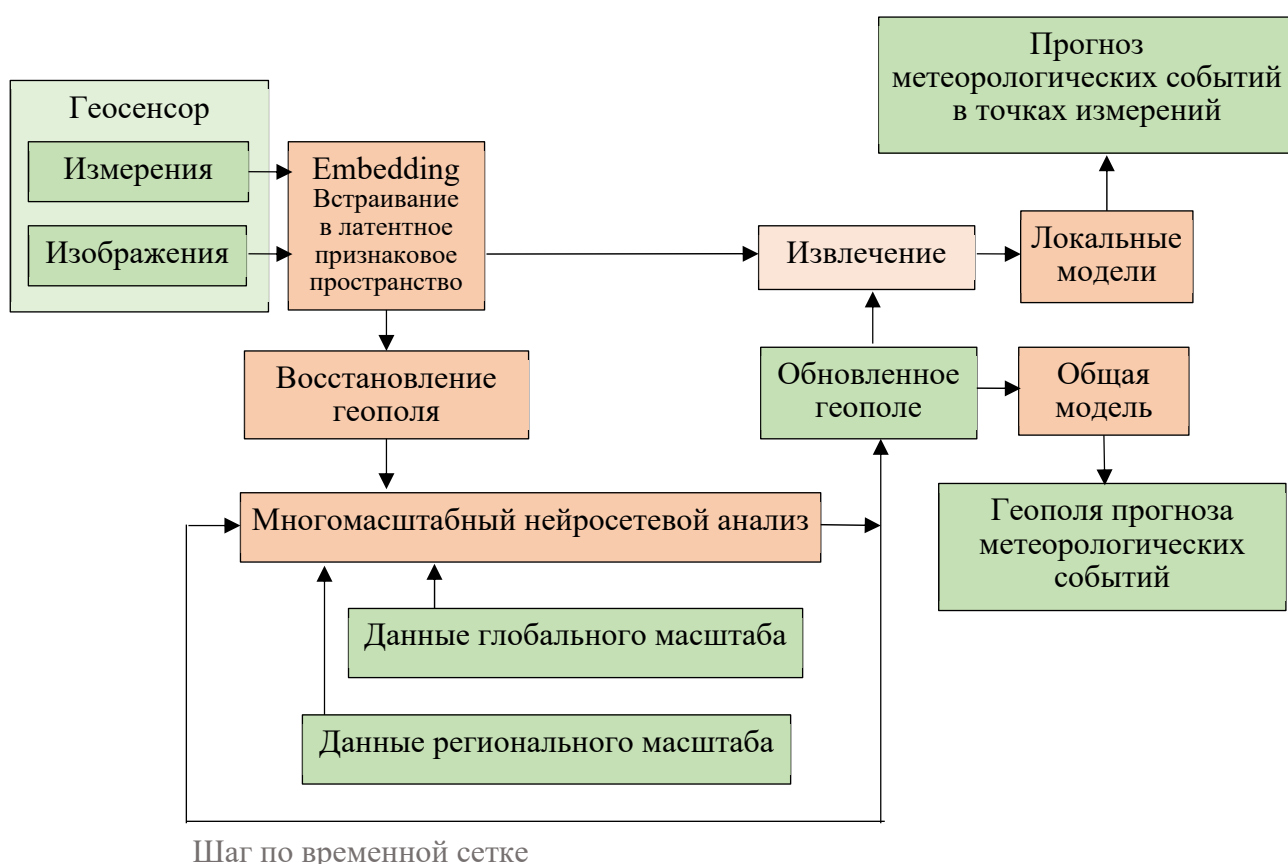 Прогноз
метеорологических событий
в точках измерений
Геосенсор
Измерения
Изображения
Embedding
Встраивание
в латентное
признаковое
пространство
Извлечение
Локальные
модели
Восстановление
геополя
Обновленное
геополе
Общая
модель
Многомасштабный нейросетевой анализ
Геополя прогноза
метеорологических
событий
Данные глобального масштаба
Данные регионального масштаба
Шаг по временной сетке